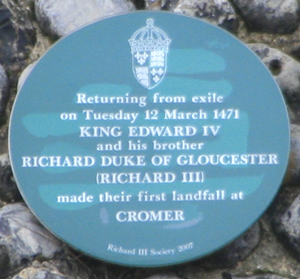 Returning from exile
on Tuesday 12 March 1471
KING EDWARD IV
and his brother
RICHARD DUKE OF GLOUCESTER
(RICHARD III)
made their first landfall at
CROMER
Richard III Society 2007